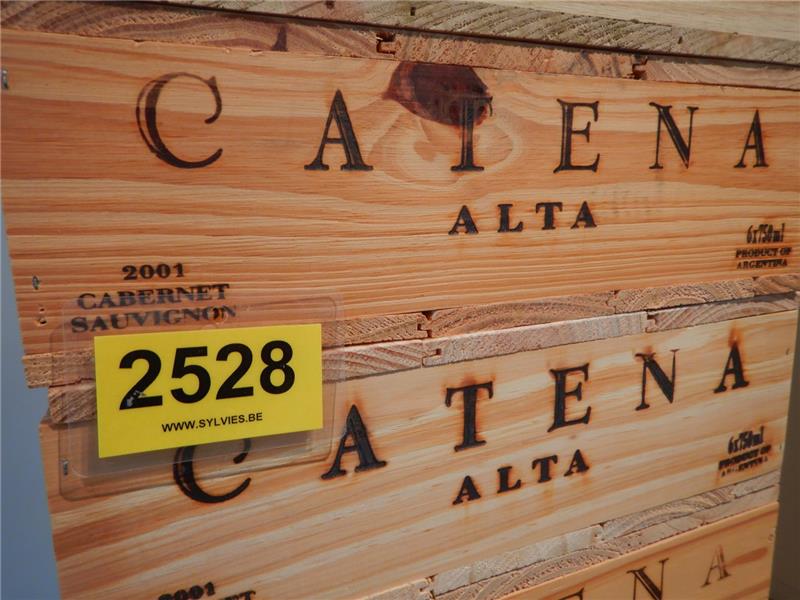 CATENA
ALTA
6x750ml
PRODUCT OF
ARGENTINA
2001
CABERNET
SAUVIGNON
2528
WWW.SYLVIES.BE
CATENA
ALTA
6x750ml
PRODUCT OF
ARGENTINA
2001
NA